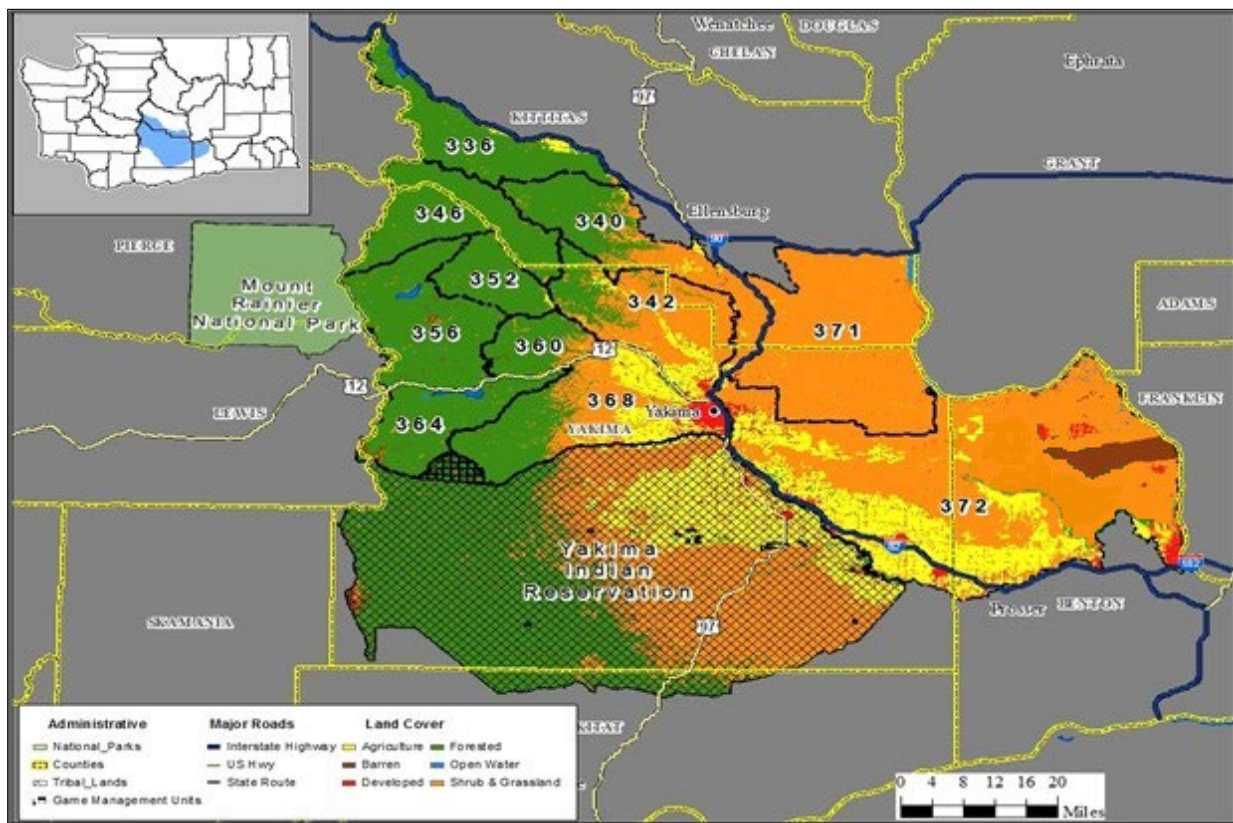 Wenatchee
DOUGLAS
CHELAN
Ephrata
97
KITTITAS
336
GRANT
346
340
Ellensburg
PIERCE
352
Mount
Rainier
National Park
342
371
ADAMS
356
360
12
12
LEWIS
368
Yakima
FRANKLIN
364
YAKIMA
372
Yakima
Indian
Reservation
82
182
Prosser
BENTON
SKAMANIA
97
KITAT
Administrative
National_Parks
Counties
Tribal_Lands
Game Management Units
Major Roads
Interstate Highway
US Hwy
State Route
Land Cover
Agriculture
Barren
Developed
Forested
Open Water
Shrub & Grassland
0 4 8 12 16 20
Miles